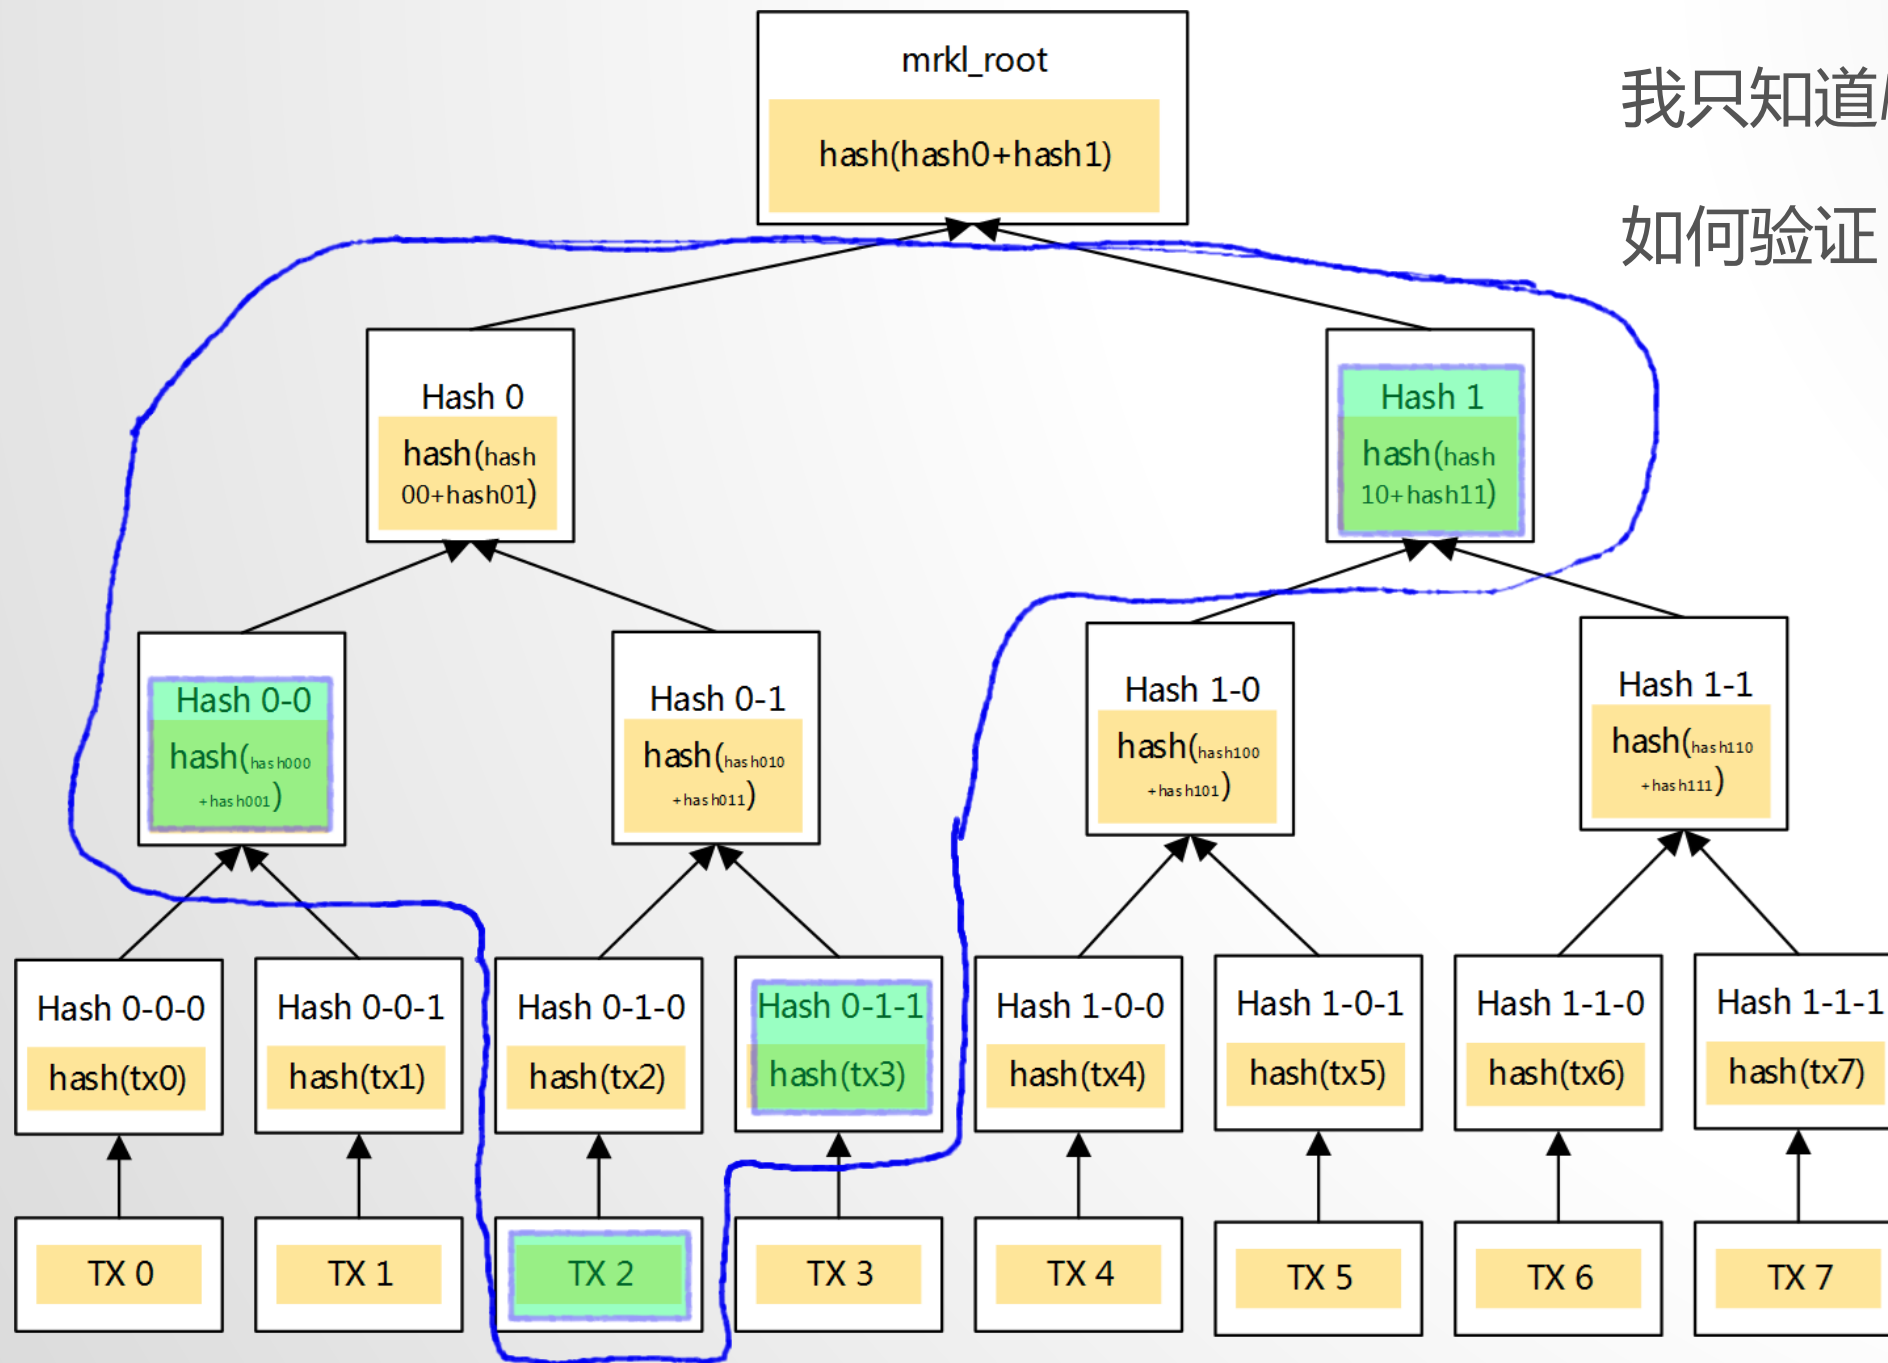 mrkl_root
hash(hash0+hash1)
我只知道
如何验证
Hash 0
hash(hash
00+hash01)
Hash 1
hash(hash
10+hash11)
Hash 0-0
hash(hash000
+hash001)
Hash 0-1
hash(hash010
+hash011)
Hash 1-0
hash(hash100
+hash101)
Hash 1-1
hash(hash110
+hash111)
Hash 0-0-0
hash(tx0)
Hash 0-0-1
hash(tx1)
Hash 0-1-0
hash(tx2)
Hash 0-1-1
hash(tx3)
Hash 1-0-0
hash(tx4)
Hash 1-0-1
hash(tx5)
Hash 1-1-0
hash(tx6)
Hash 1-1-1
hash(tx7)
TX 0
TX 1
TX 2
TX 3
TX 4
TX 5
TX 6
TX 7